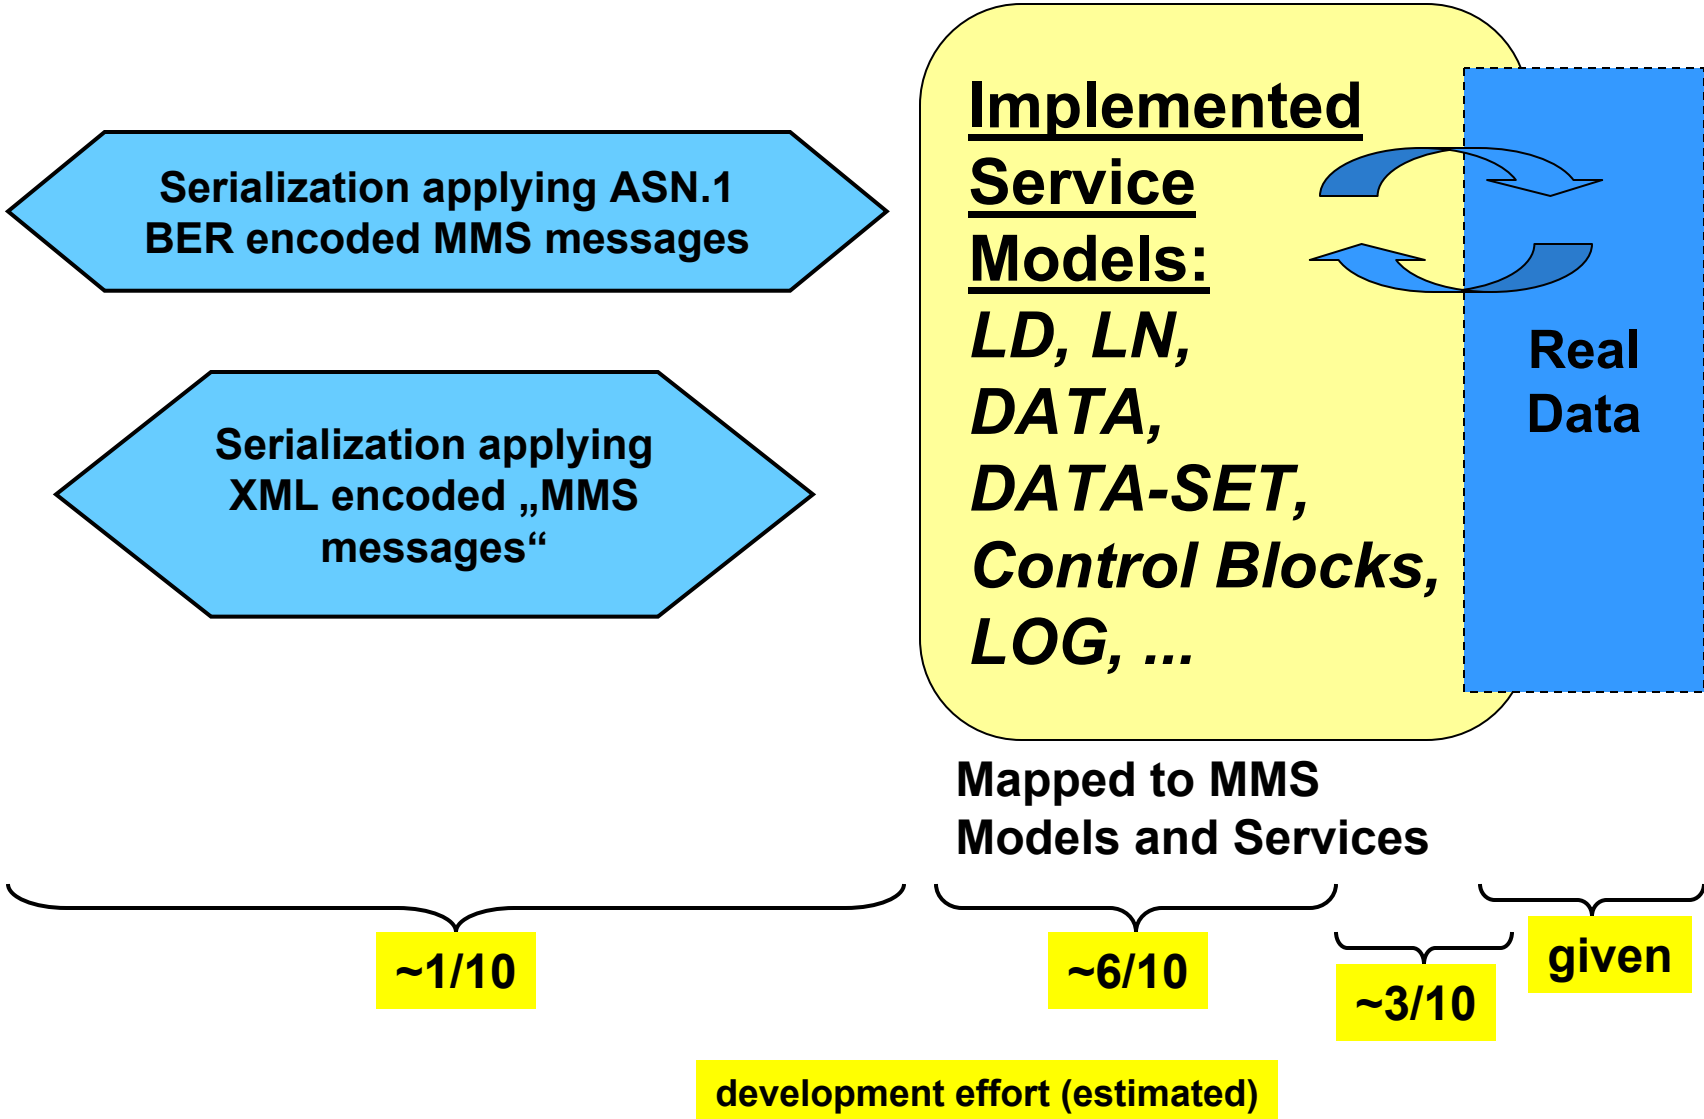 Serialization applying ASN.1
BER encoded MMS messages
Serialization applying
XML encoded „MMS
messages“
Implemented
Service
Models:
LD, LN,
DATA,
DATA-SET,
Control Blocks,
LOG, ...
Real
Data
Mapped to MMS
Models and Services
~1/10
~6/10
~3/10
given
development effort (estimated)